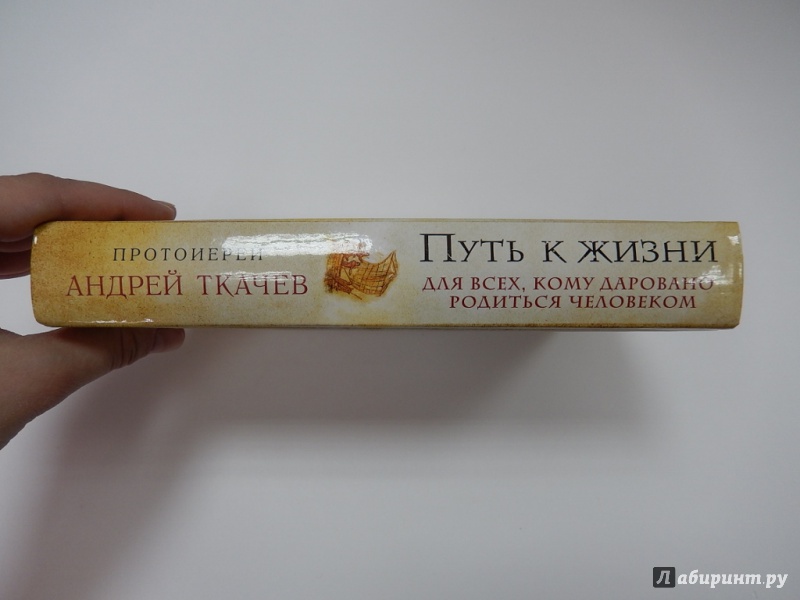 ПРОТОИЕРЕЙ
АНДРЕЙ ТКАЧЕВ
ПУТЬ К ЖИЗНИ
ДЛЯ ВСЕХ, КОМУ ДАРОВАНО
РОДИТЬСЯ ЧЕЛОВЕКОМ
Лабиринт.ру